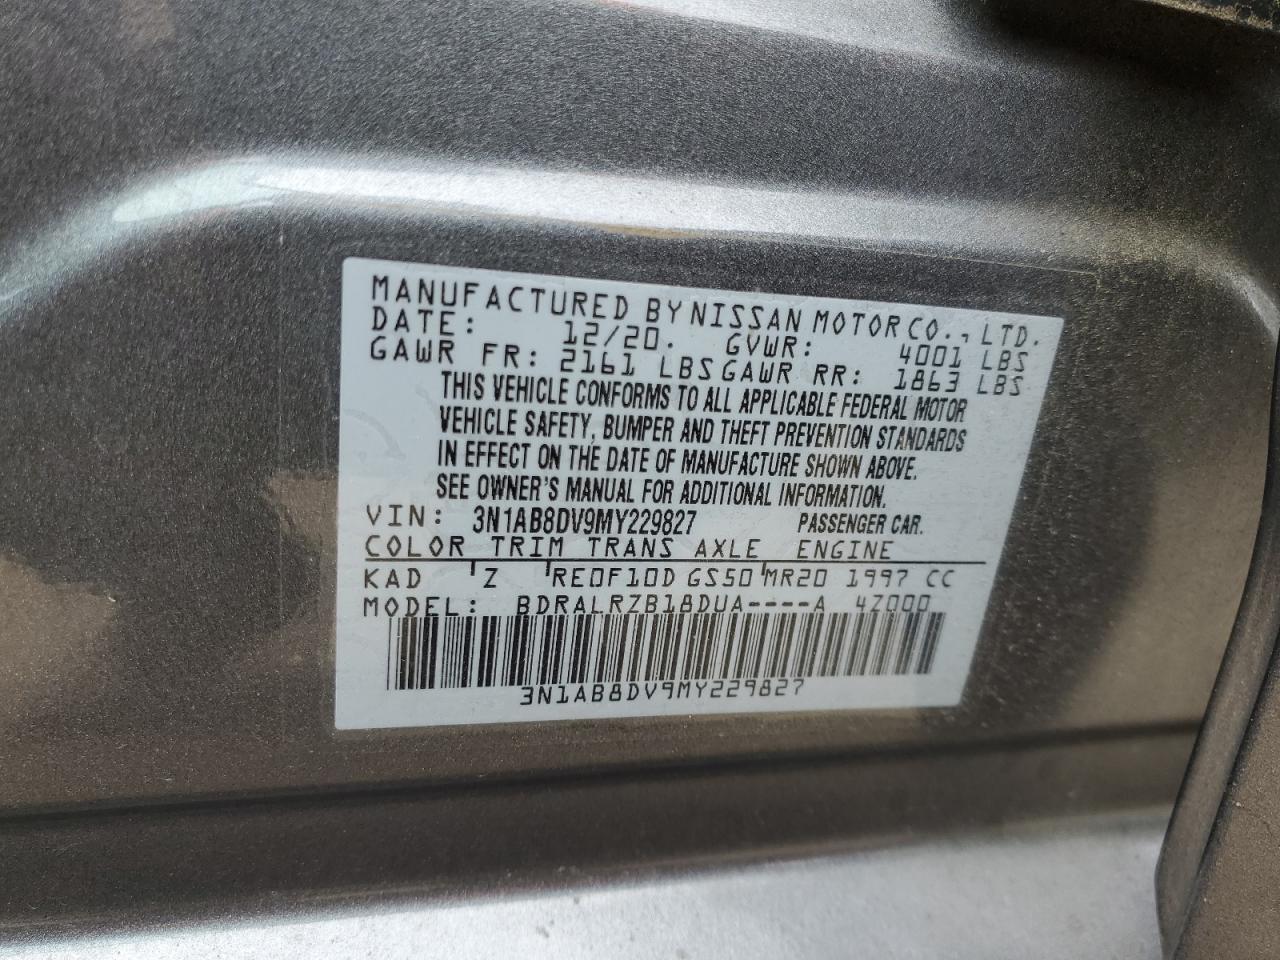 MANUFACTURED BY NISSAN MOTOR CO., LTD.
DATE: 12/20. GVWR: 4001 LBS
GAWR FR: 2161 LBS GAWR RR: 1863 LBS
THIS VEHICLE CONFORMS TO ALL APPLICABLE FEDERAL MOTOR
VEHICLE SAFETY, BUMPER AND THEFT PREVENTION STANDARDS
IN EFFECT ON THE DATE OF MANUFACTURE SHOWN ABOVE.
SEE OWNER'S MANUAL FOR ADDITIONAL INFORMATION.
VIN: 3N1AB8DV9MY229827 PASSENGER CAR.
COLOR TRIM TRANS AXLE ENGINE
KAD Z RE0F10D GS50 MR20 1997 CC
MODEL: BDRALRZB18DUA----A 4Z000
3N1AB8DV9MY229827